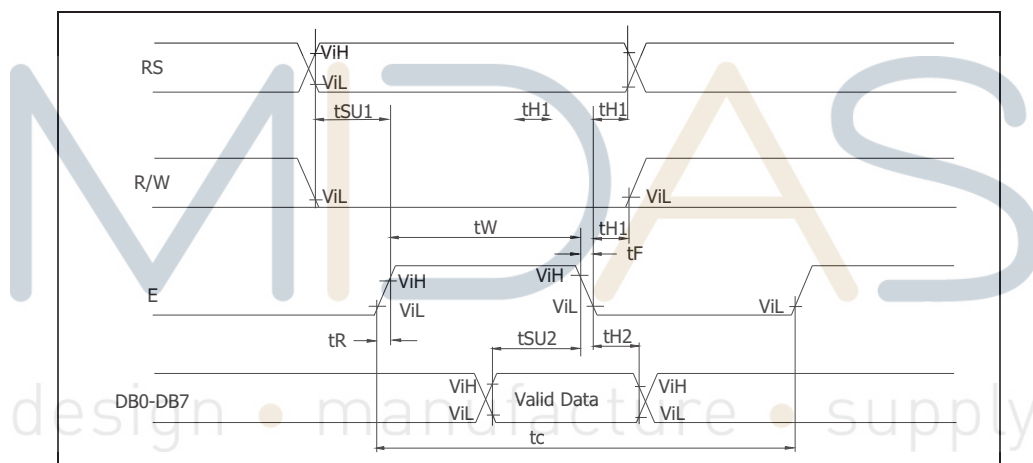 MIDAS
design • manufacture • supply
RS
ViH
ViL
tSU1
tH1
tH1
R/W
ViL
ViL
tW
tH1
tF
E
ViH
ViL
ViH
ViL
ViL
tR
tSU2
tH2
DB0-DB7
ViH
ViL
Valid Data
ViH
ViL
tc